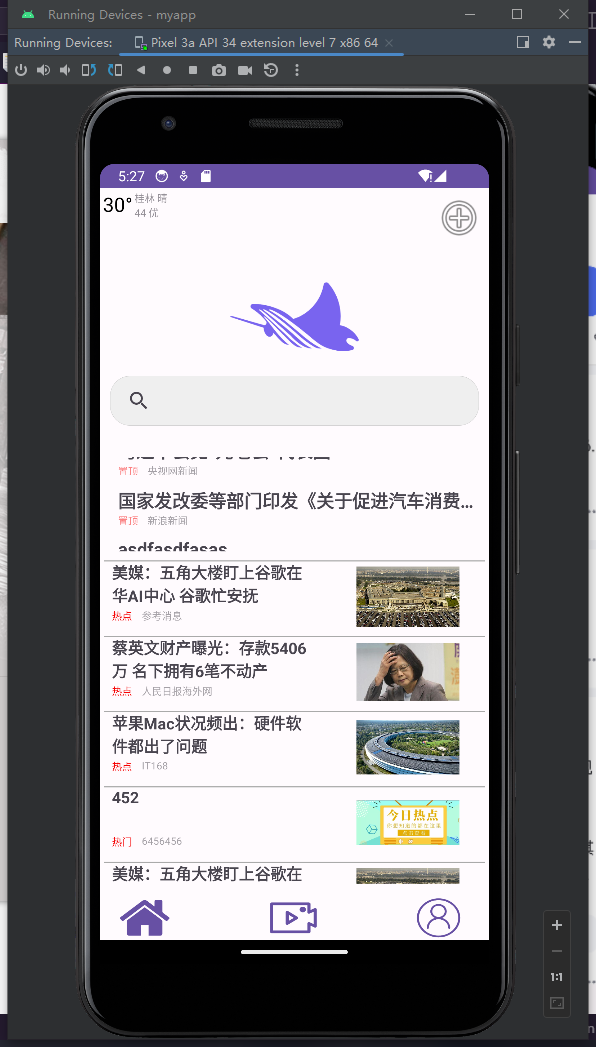 Running Devices - myapp
Running Devices:
Pixel 3a API 34 extension level 7 x86 64
5:27
30°
桂林 晴
44 优
置顶 央视网新闻
国家发改委等部门印发《关于促进汽车消费...
置顶 新浪新闻
asdfasdfasas
美媒：五角大楼盯上谷歌在
华AI中心 谷歌忙安抚
热点 参考消息
蔡英文财产曝光：存款5406
万 名下拥有6笔不动产
热点 人民日报海外网
苹果Mac状况频出：硬件软
件都出了问题
热点 IT168
452
今日热点
热门 6456456
美媒：五角大楼盯上谷歌在
1:1